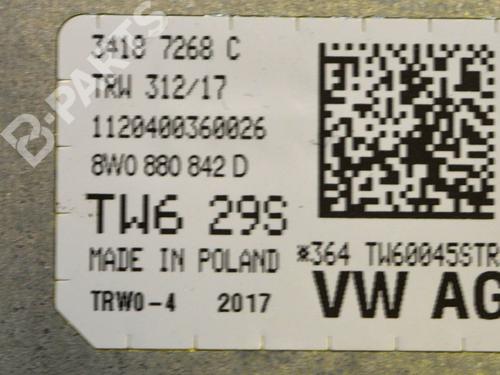 3418 7268 C
TRW 312/17
1120400360026
8W0 880 842 D
TW6 29S
MADE IN POLAND *364 TW60045STR
TRW0-4 2017 VW AG
B-PARTS